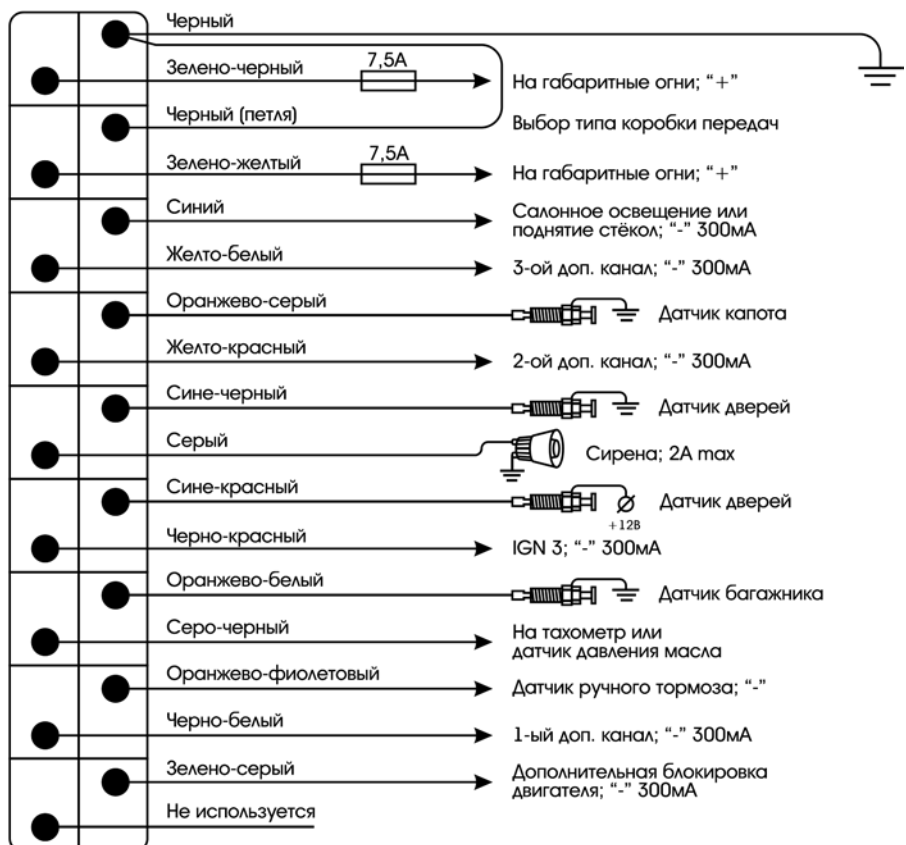 Черный
Зелено-черный
7,5А
На габаритные огни; “+”
Черный (петля)
Выбор типа коробки передач
Зелено-желтый
7,5А
На габаритные огни; “+”
Синий
Салонное освещение или
поднятие стёкол; “-” 300мА
Желто-белый
3-ой доп. канал; “-” 300мА
Оранжево-серый
Датчик капота
Желто-красный
2-ой доп. канал; “-” 300мА
Сине-черный
Датчик дверей
Серый
Сирена; 2А max
Сине-красный
Датчик дверей
+12В
Черно-красный
IGN 3; “-” 300мА
Оранжево-белый
Датчик багажника
Серо-черный
На тахометр или
датчик давления масла
Оранжево-фиолетовый
Датчик ручного тормоза; “-”
Черно-белый
1-ый доп. канал; “-” 300мА
Зелено-серый
Дополнительная блокировка
двигателя; “-” 300мА
Не используется